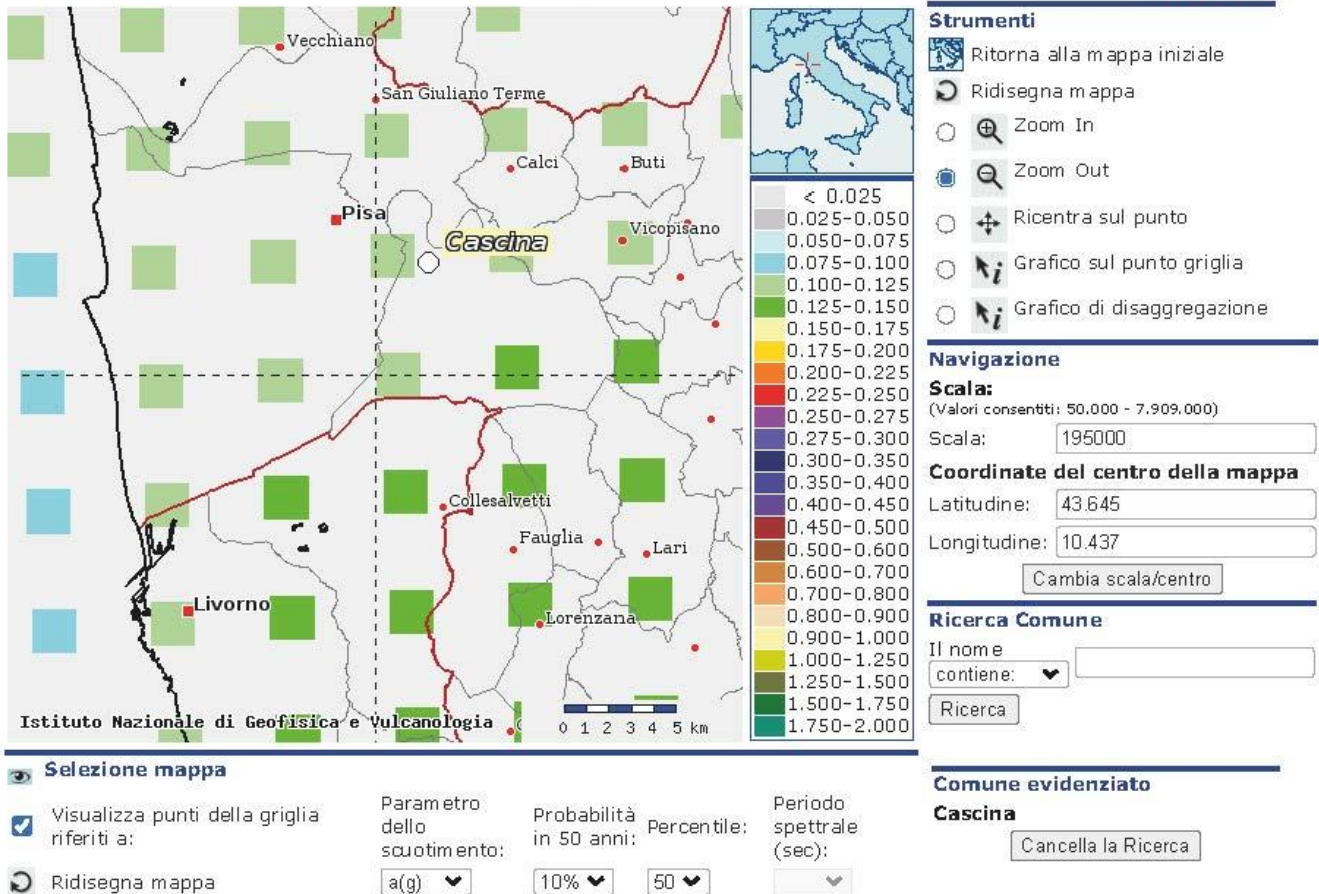 Vecchiano
San Giuliano Terme
Calci
Buti
Pisa
Vicopisano
Cascina
Collesalvetti
Fauglia
Lari
Livorno
Lorenzana
Istituto Nazionale di Geofisica e Vulcanologia
0 1 2 3 4 5 km
< 0.025
0.025-0.050
0.050-0.075
0.075-0.100
0.100-0.125
0.125-0.150
0.150-0.175
0.175-0.200
0.200-0.225
0.225-0.250
0.250-0.275
0.275-0.300
0.300-0.350
0.350-0.400
0.400-0.450
0.450-0.500
0.500-0.600
0.600-0.700
0.700-0.800
0.800-0.900
0.900-1.000
1.000-1.250
1.250-1.500
1.500-1.750
1.750-2.000
Strumenti
Ritorna alla mappa iniziale
Ridisegna mappa
Zoom In
Zoom Out
Ricentra sul punto
Grafico sul punto griglia
Grafico di disaggregazione
Navigazione
Scala:
(Valori consentiti: 50.000 - 7.909.000)
Scala: 195000
Coordinate del centro della mappa
Latitudine: 43.645
Longitudine: 10.437
Cambia scala/centro
Ricerca Comune
Il nome
contiene:
Ricerca
Comune evidenziato
Cascina
Cancella la Ricerca
Selezione mappa
Visualizza punti della griglia
riferiti a:
Ridisegna mappa
Parametro
dello
scuotimento:
a(g)
Probabilità
in 50 anni:
10%
Percentile:
50
Periodo
spettrale
(sec):